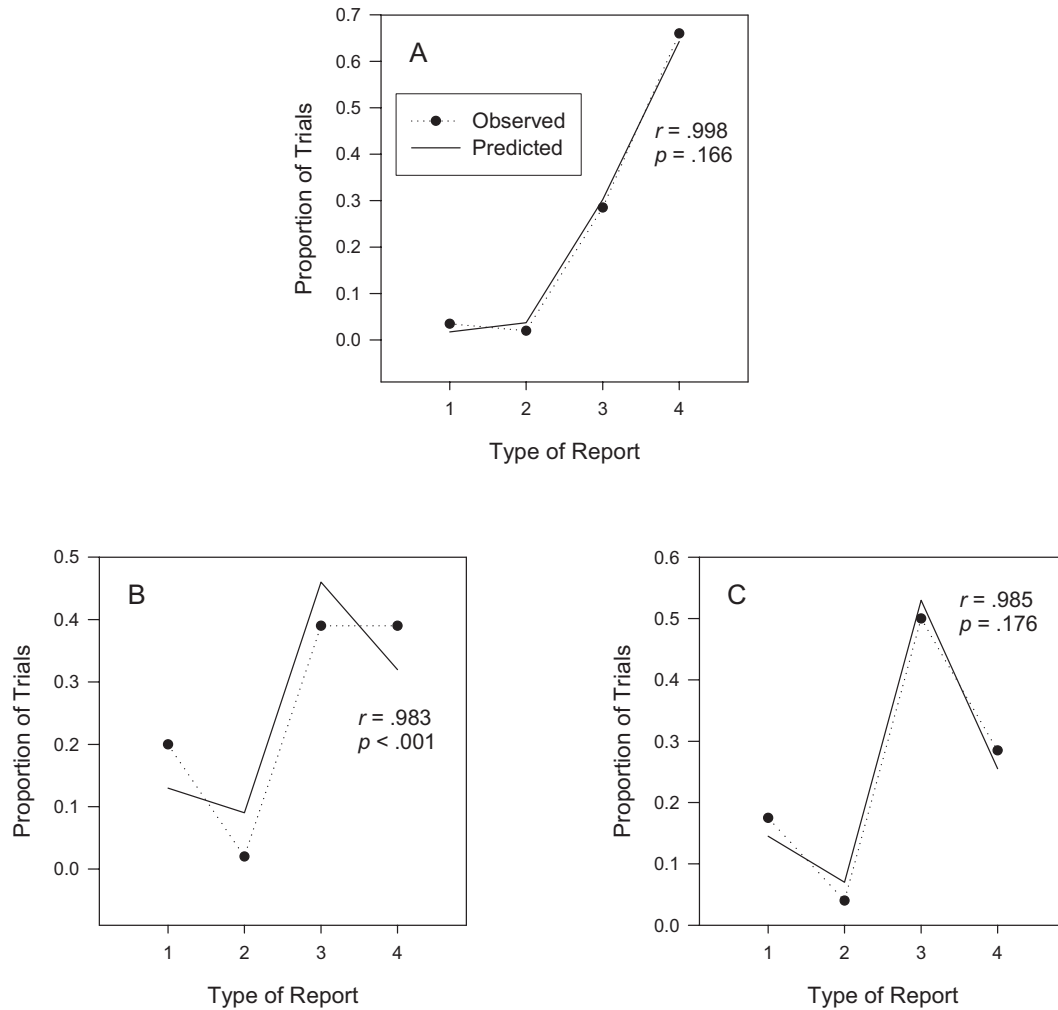 A
Observed
Predicted
r = .998
p = .166
0.7
0.6
0.5
0.4
0.3
0.2
0.1
0.0
Proportion of Trials
1 2 3 4
Type of Report
B
r = .983
p < .001
0.5
0.4
0.3
0.2
0.1
0.0
Proportion of Trials
1 2 3 4
Type of Report
C
r = .985
p = .176
0.6
0.5
0.4
0.3
0.2
0.1
0.0
Proportion of Trials
1 2 3 4
Type of Report